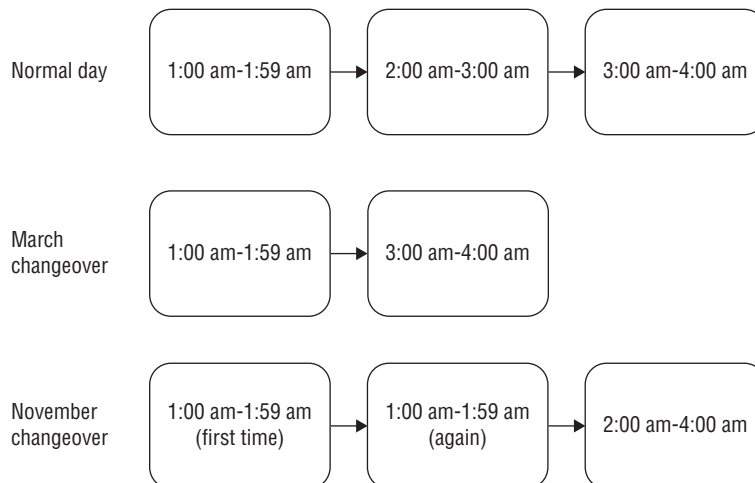 Normal day
1:00 am-1:59 am
2:00 am-3:00 am
3:00 am-4:00 am
March
changeover
1:00 am-1:59 am
3:00 am-4:00 am
November
changeover
1:00 am-1:59 am
(first time)
1:00 am-1:59 am
(again)
2:00 am-4:00 am